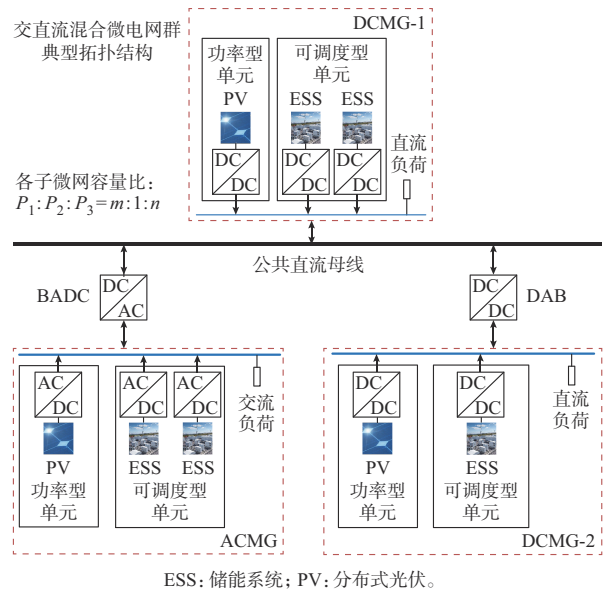 交直流混合微电网群
典型拓扑结构
DCMG-1
功率型
单元
PV
可调度型
单元
ESS ESS
DC
DC
DC
DC
DC
DC
直流
负荷
各子微网容量比：
P₁:P₂:P₃=m:1:n
公共直流母线
BADC
DC
AC
DC
DC
DAB
AC
DC
AC
DC
AC
DC
交流
负荷
PV
功率型
单元
ESS ESS
可调度型
单元
ACMG
DC
DC
DC
DC
直流
负荷
PV
功率型
单元
ESS
可调度型
单元
DCMG-2
ESS: 储能系统; PV: 分布式光伏。